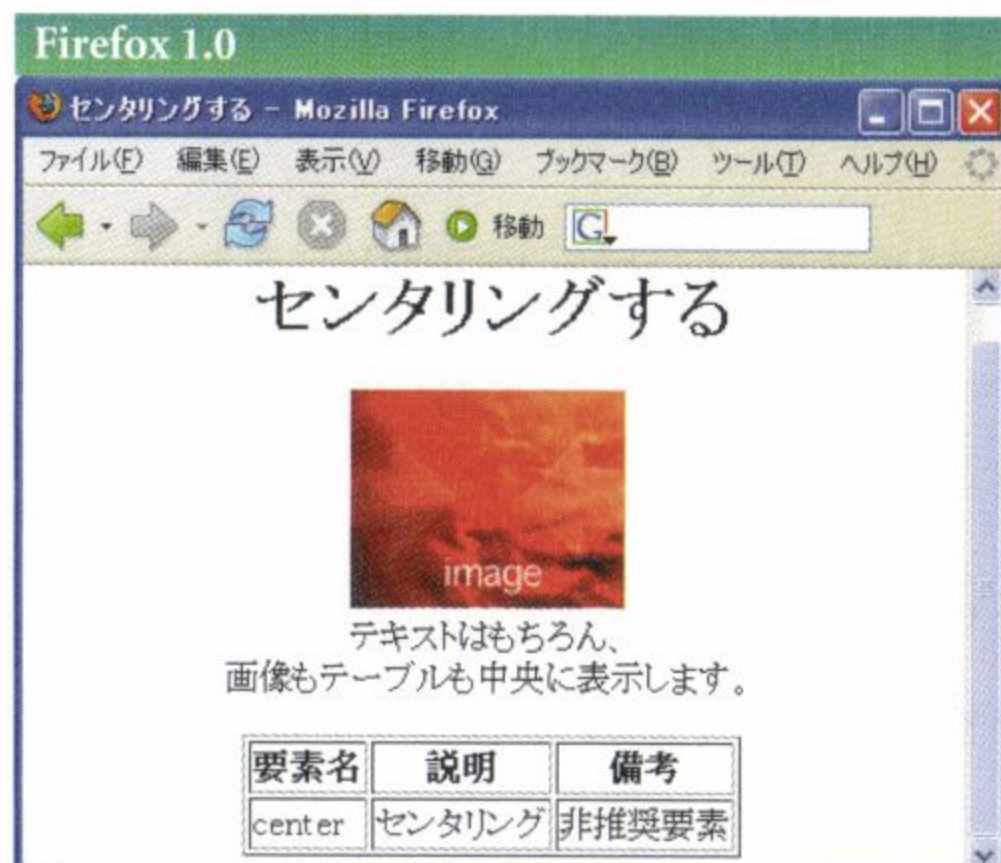 Firefox 1.0
センタリングする - Mozilla Firefox
ファイル(F) 編集(E) 表示(V) 移動(G) ブックマーク(B) ツール(T) ヘルプ(H)
移動 G
センタリングする
image
テキストはもちろん、
画像もテーブルも中央に表示します。
要素名 説明 備考
center センタリング 非推奨要素